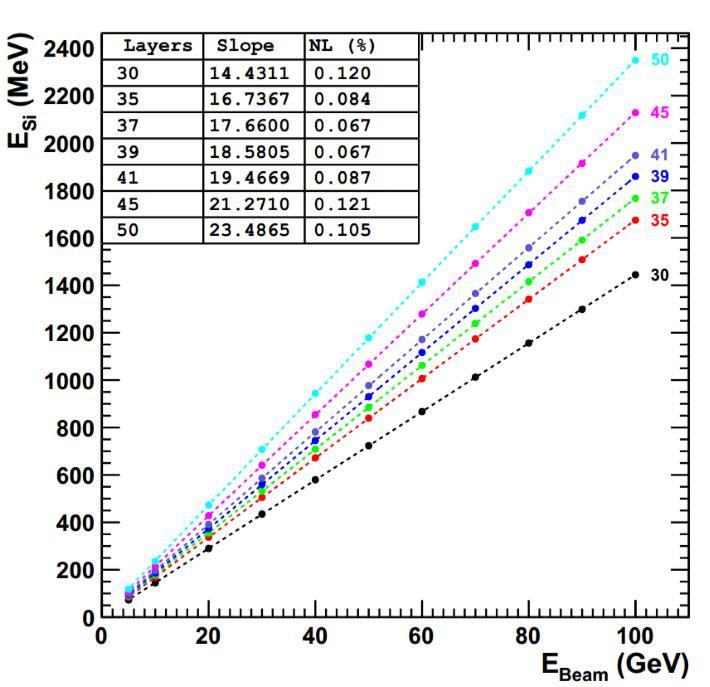 E_Si (MeV)
2400
2200
2000
1800
1600
1400
1200
1000
800
600
400
200
0
Layers Slope NL (%)
30 14.4311 0.120
35 16.7367 0.084
37 17.6600 0.067
39 18.5805 0.067
41 19.4669 0.087
45 21.2710 0.121
50 23.4865 0.105
50
45
41
39
37
35
30
0 20 40 60 80 100
E_Beam (GeV)